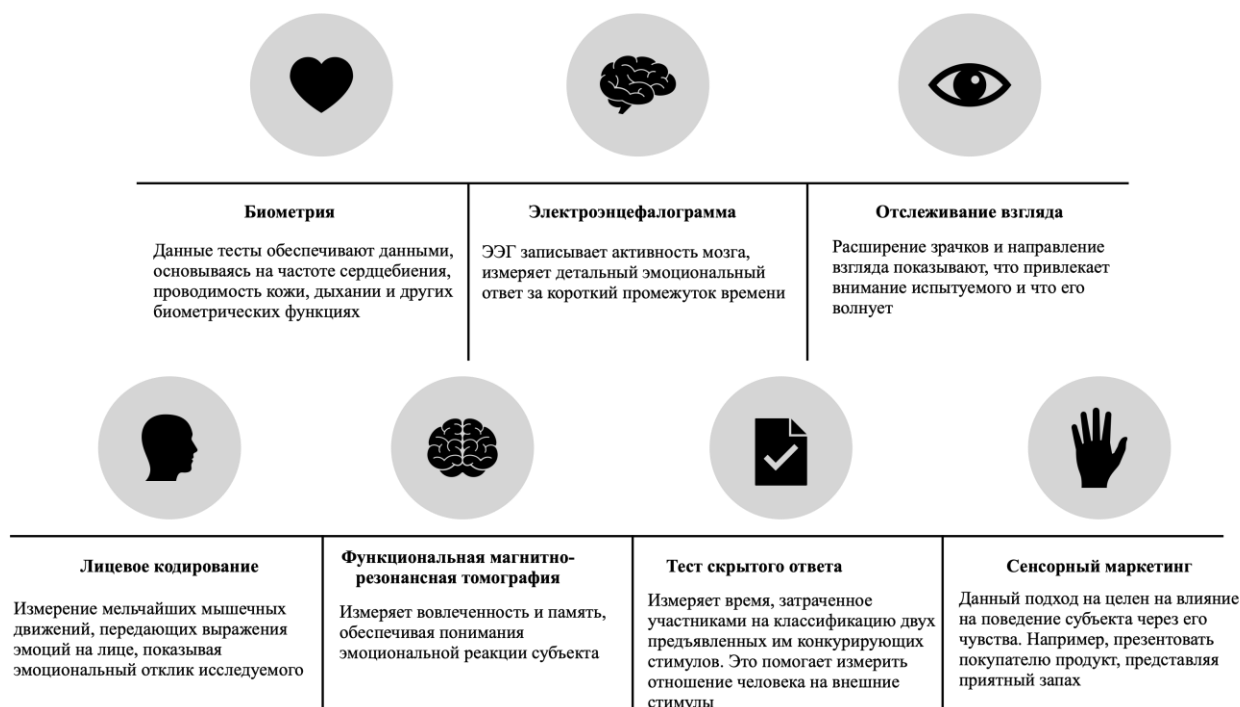 Биометрия
Данные тесты обеспечивают данными,
основываясь на частоте сердцебиения,
проводимость кожи, дыхании и других
биометрических функциях
Электроэнцефалограмма
ЭЭГ записывает активность мозга,
измеряет детальный эмоциональный
ответ за короткий промежуток времени
Отслеживание взгляда
Расширение зрачков и направление
взгляда показывают, что привлекает
внимание испытуемого и что его
волнует
Лицевое кодирование
Измерение мельчайших мышечных
движений, передающих выражения
эмоций на лице, показывая
эмоциональный отклик исследуемого
Функциональная магнитно-
резонансная томография
Измеряет вовлеченность и память,
обеспечивая понимания
эмоциональной реакции субъекта
Тест скрытого ответа
Измеряет время, затраченное
участниками на классификацию двух
предъявленных им конкурирующих
стимулов. Это помогает измерить
отношение человека на внешние
стимулы
Сенсорный маркетинг
Данный подход на целен на влияние
на поведение субъекта через его
чувства. Например, презентовать
покупателю продукт, представляя
приятный запах